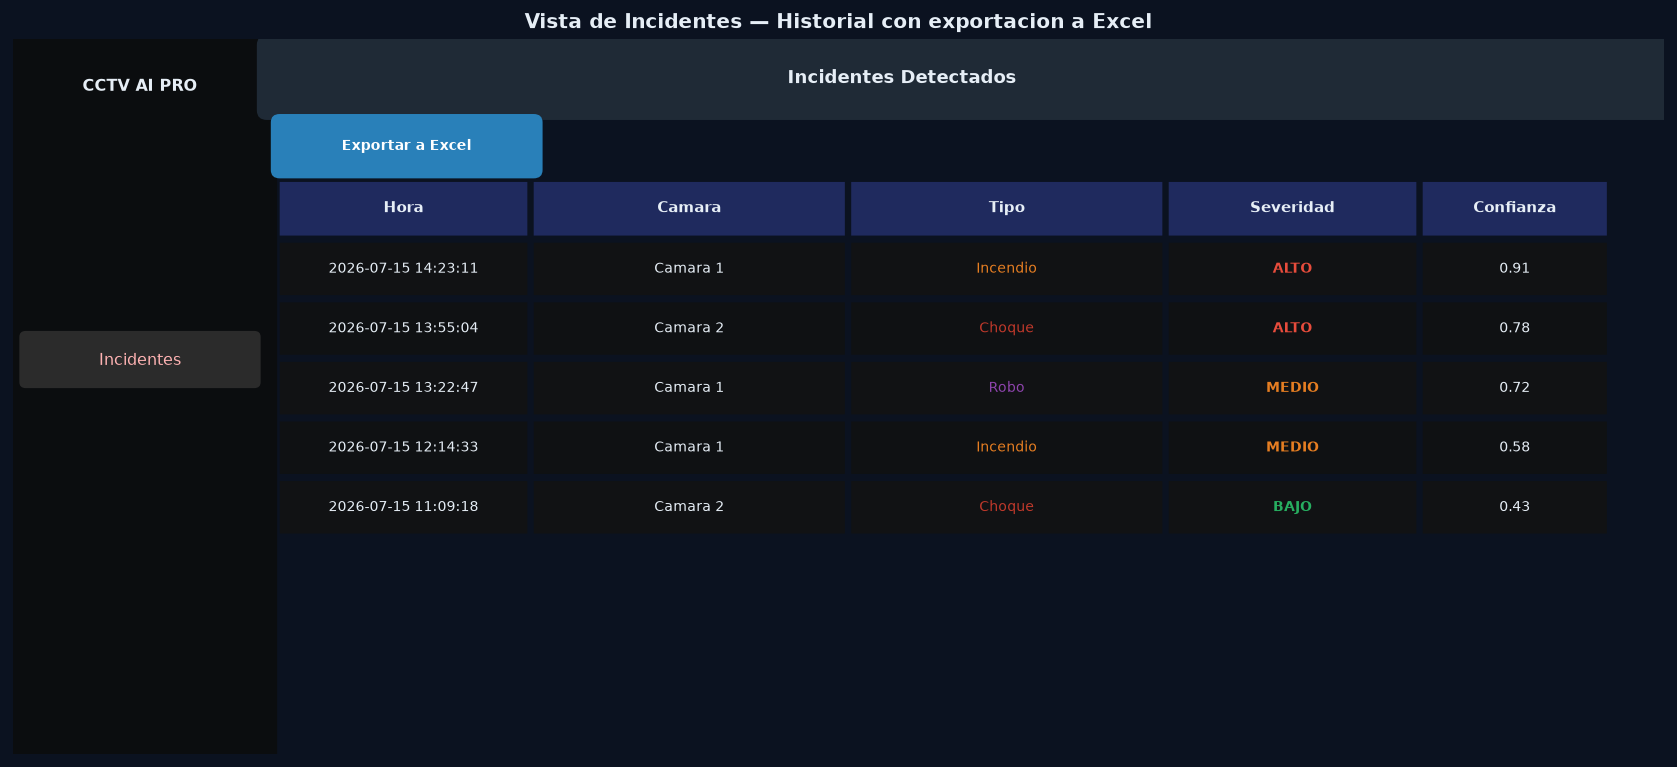 Vista de Incidentes — Historial con exportacion a Excel
CCTV AI PRO
Incidentes Detectados
Exportar a Excel
Hora Camara Tipo Severidad Confianza
2026-07-15 14:23:11 Camara 1 Incendio ALTO 0.91
2026-07-15 13:55:04 Camara 2 Choque ALTO 0.78
Incidentes
2026-07-15 13:22:47 Camara 1 Robo MEDIO 0.72
2026-07-15 12:14:33 Camara 1 Incendio MEDIO 0.58
2026-07-15 11:09:18 Camara 2 Choque BAJO 0.43